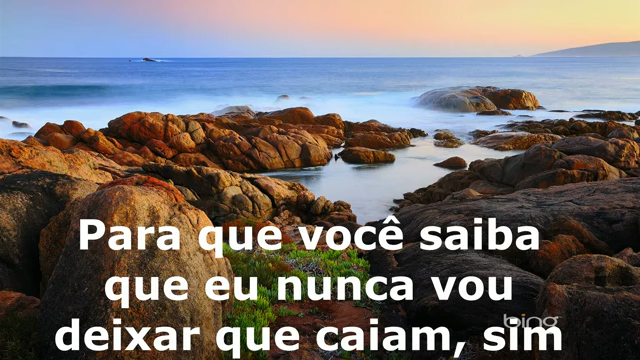 Para que você saiba
que eu nunca vou
deixar que caiam, sim
bing